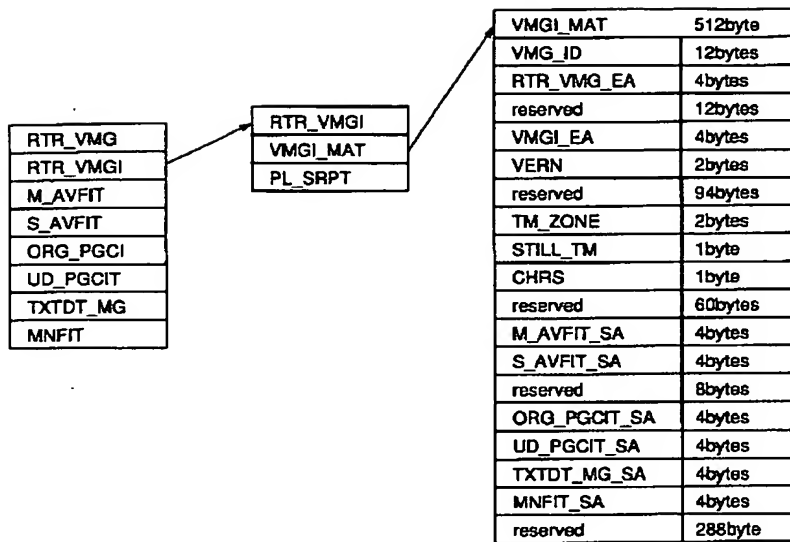 RTR_VMG
RTR_VMGI
M_AVFIT
S_AVFIT
ORG_PGCI
UD_PGCIT
TXTDT_MG
MNFIT
RTR_VMGI
VMGI_MAT
PL_SRPT
VMGI_MAT 512byte
VMG_ID 12bytes
RTR_VMG_EA 4bytes
reserved 12bytes
VMGI_EA 4bytes
VERN 2bytes
reserved 94bytes
TM_ZONE 2bytes
STILL_TM 1byte
CHRS 1byte
reserved 60bytes
M_AVFIT_SA 4bytes
S_AVFIT_SA 4bytes
reserved 8bytes
ORG_PGCIT_SA 4bytes
UD_PGCIT_SA 4bytes
TXTDT_MG_SA 4bytes
MNFIT_SA 4bytes
reserved 288byte